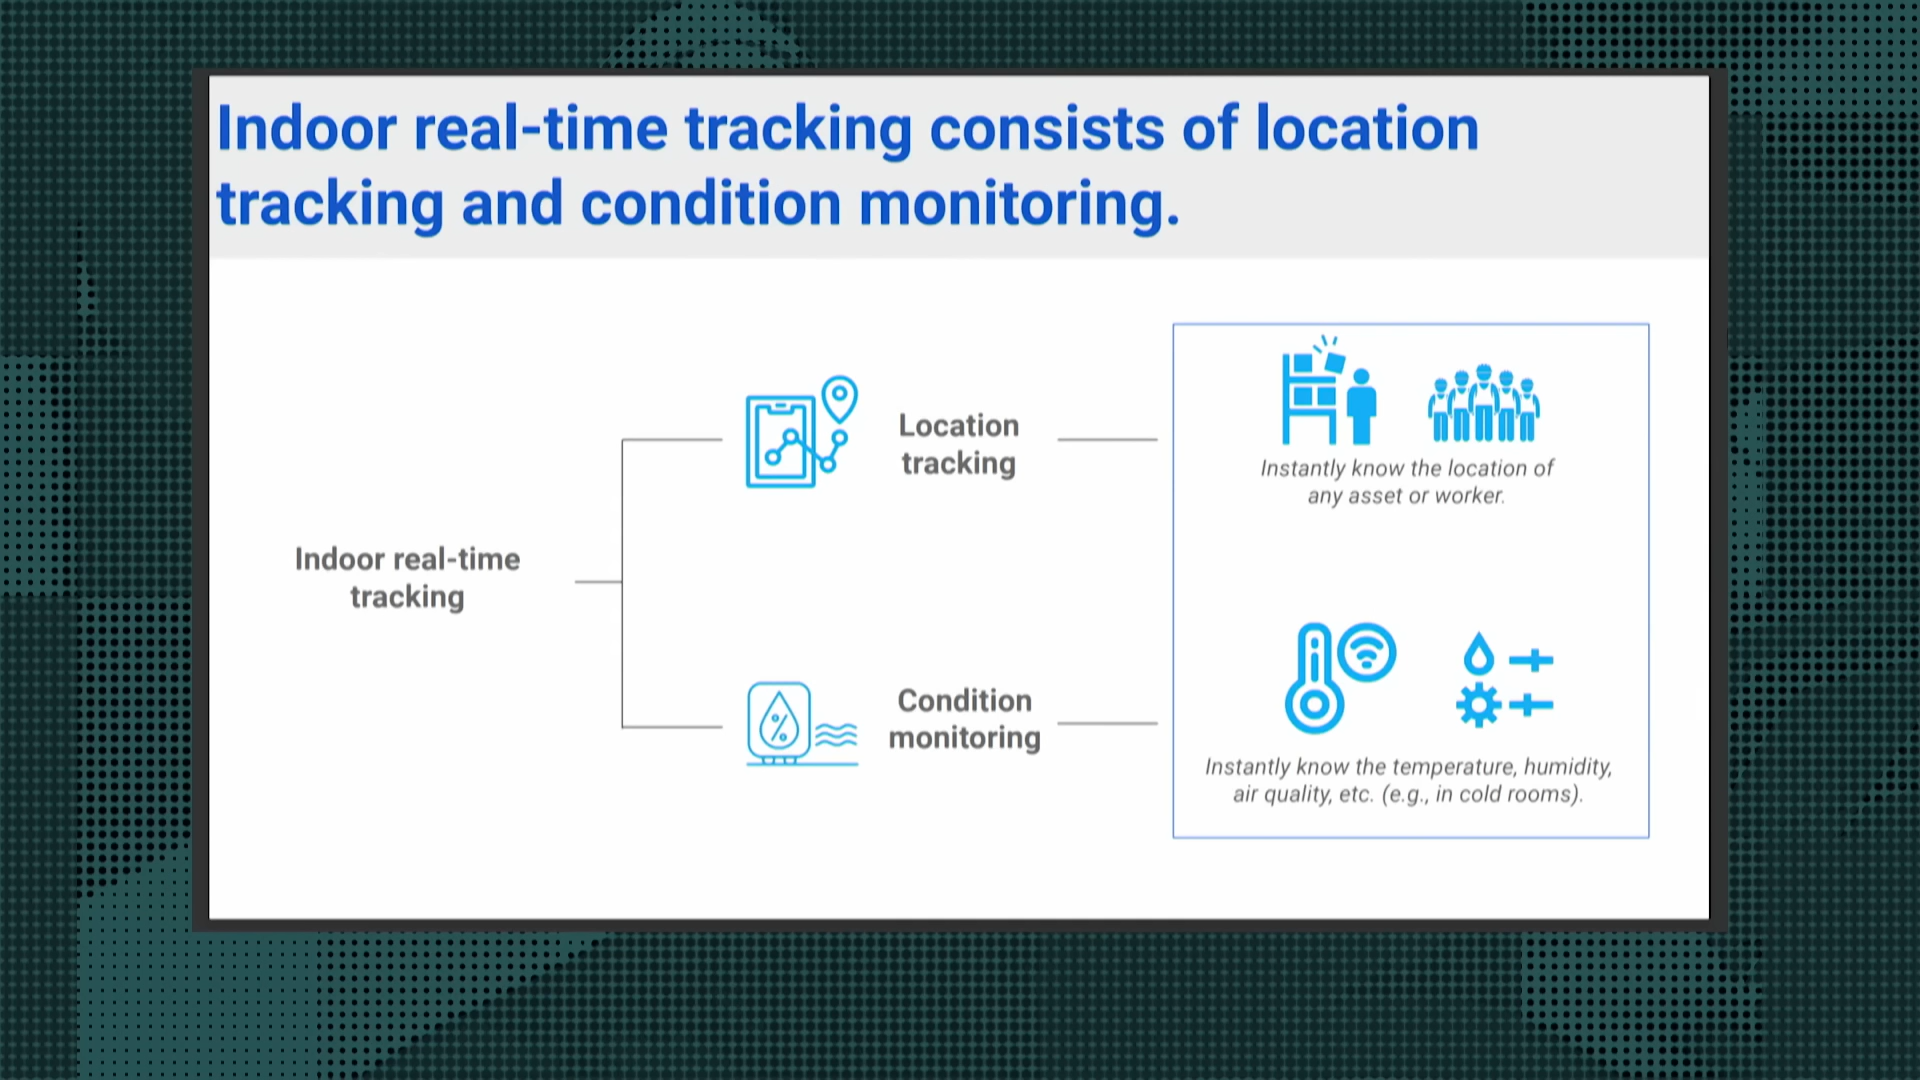 Indoor real-time tracking consists of location
tracking and condition monitoring.
Indoor real-time
tracking
Location
tracking
Instantly know the location of
any asset or worker.
Condition
monitoring
%
Instantly know the temperature, humidity,
air quality, etc. (e.g., in cold rooms).